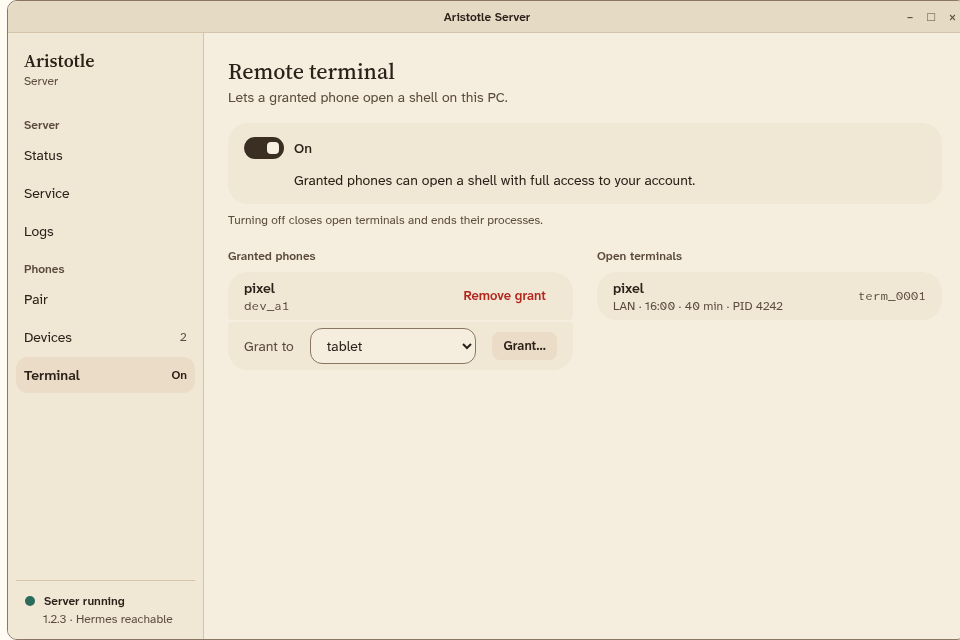 Aristotle Server
Aristotle
Server
Server
Status
Service
Logs
Phones
Pair
Devices 2
Terminal On
Server running
1.2.3 · Hermes reachable
Remote terminal
Lets a granted phone open a shell on this PC.
On
Granted phones can open a shell with full access to your account.
Turning off closes open terminals and ends their processes.
Granted phones
pixel
dev_a1
Remove grant
Grant to tablet Grant...
Open terminals
pixel
LAN · 16:00 · 40 min · PID 4242
term_0001